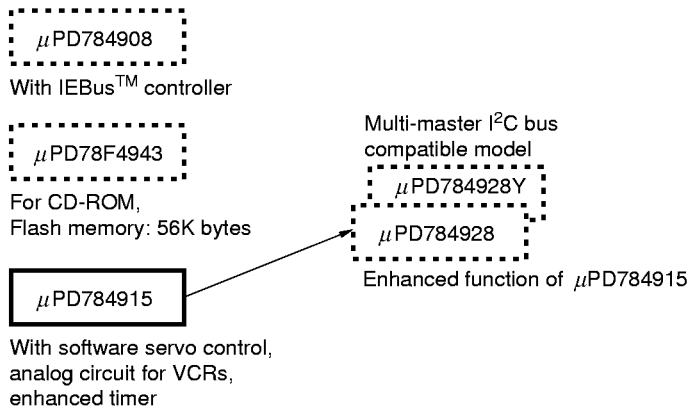 μPD784908
With IEBus™ controller
μPD78F4943
For CD-ROM,
Flash memory: 56K bytes
μPD784915
With software servo control,
analog circuit for VCRs,
enhanced timer
Multi-master I²C bus
compatible model
μPD784928Y
μPD784928
Enhanced function of μPD784915